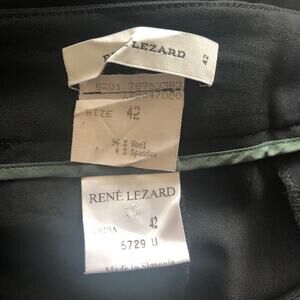 RENÉ LEZARD
42
SIZE 42
96 % Wool
4 % Spandex
RENÉ LEZARD
42
5729 U
Made in Slovenia